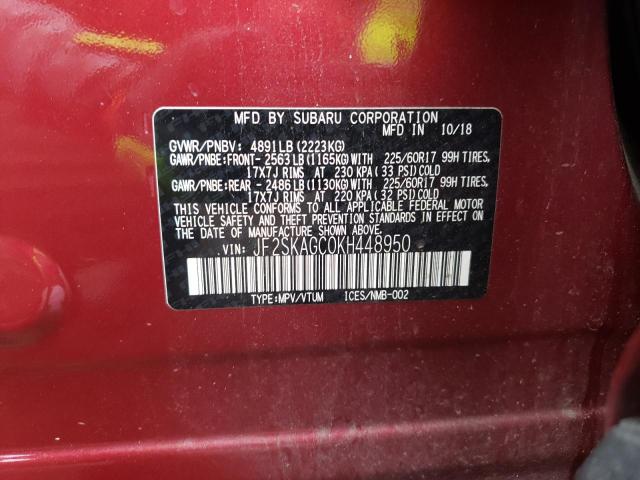 MFD BY SUBARU CORPORATION
GVWR/PNBV: 4891LB(2223KG) MFD IN 10/18
GAWR/PNBE:FRONT- 2563LB(1165KG)WITH 225/60R17 99H TIRES,
17X7J RIMS AT 230 KPA(33 PSI)COLD
GAWR/PNBE:REAR - 2486LB(1130KG)WITH 225/60R17 99H TIRES,
17X7J RIMS AT 220 KPA(32 PSI)COLD
THIS VEHICLE CONFORMS TO ALL APPLICABLE FEDERAL MOTOR
VEHICLE SAFETY AND THEFT PREVENTION STANDARDS IN EFFECT
ON THE DATE OF MANUFACTURE SHOWN ABOVE.
VIN: JF2SKAGC0KH448950
TYPE:MPV/VTUM ICES/NMB-002